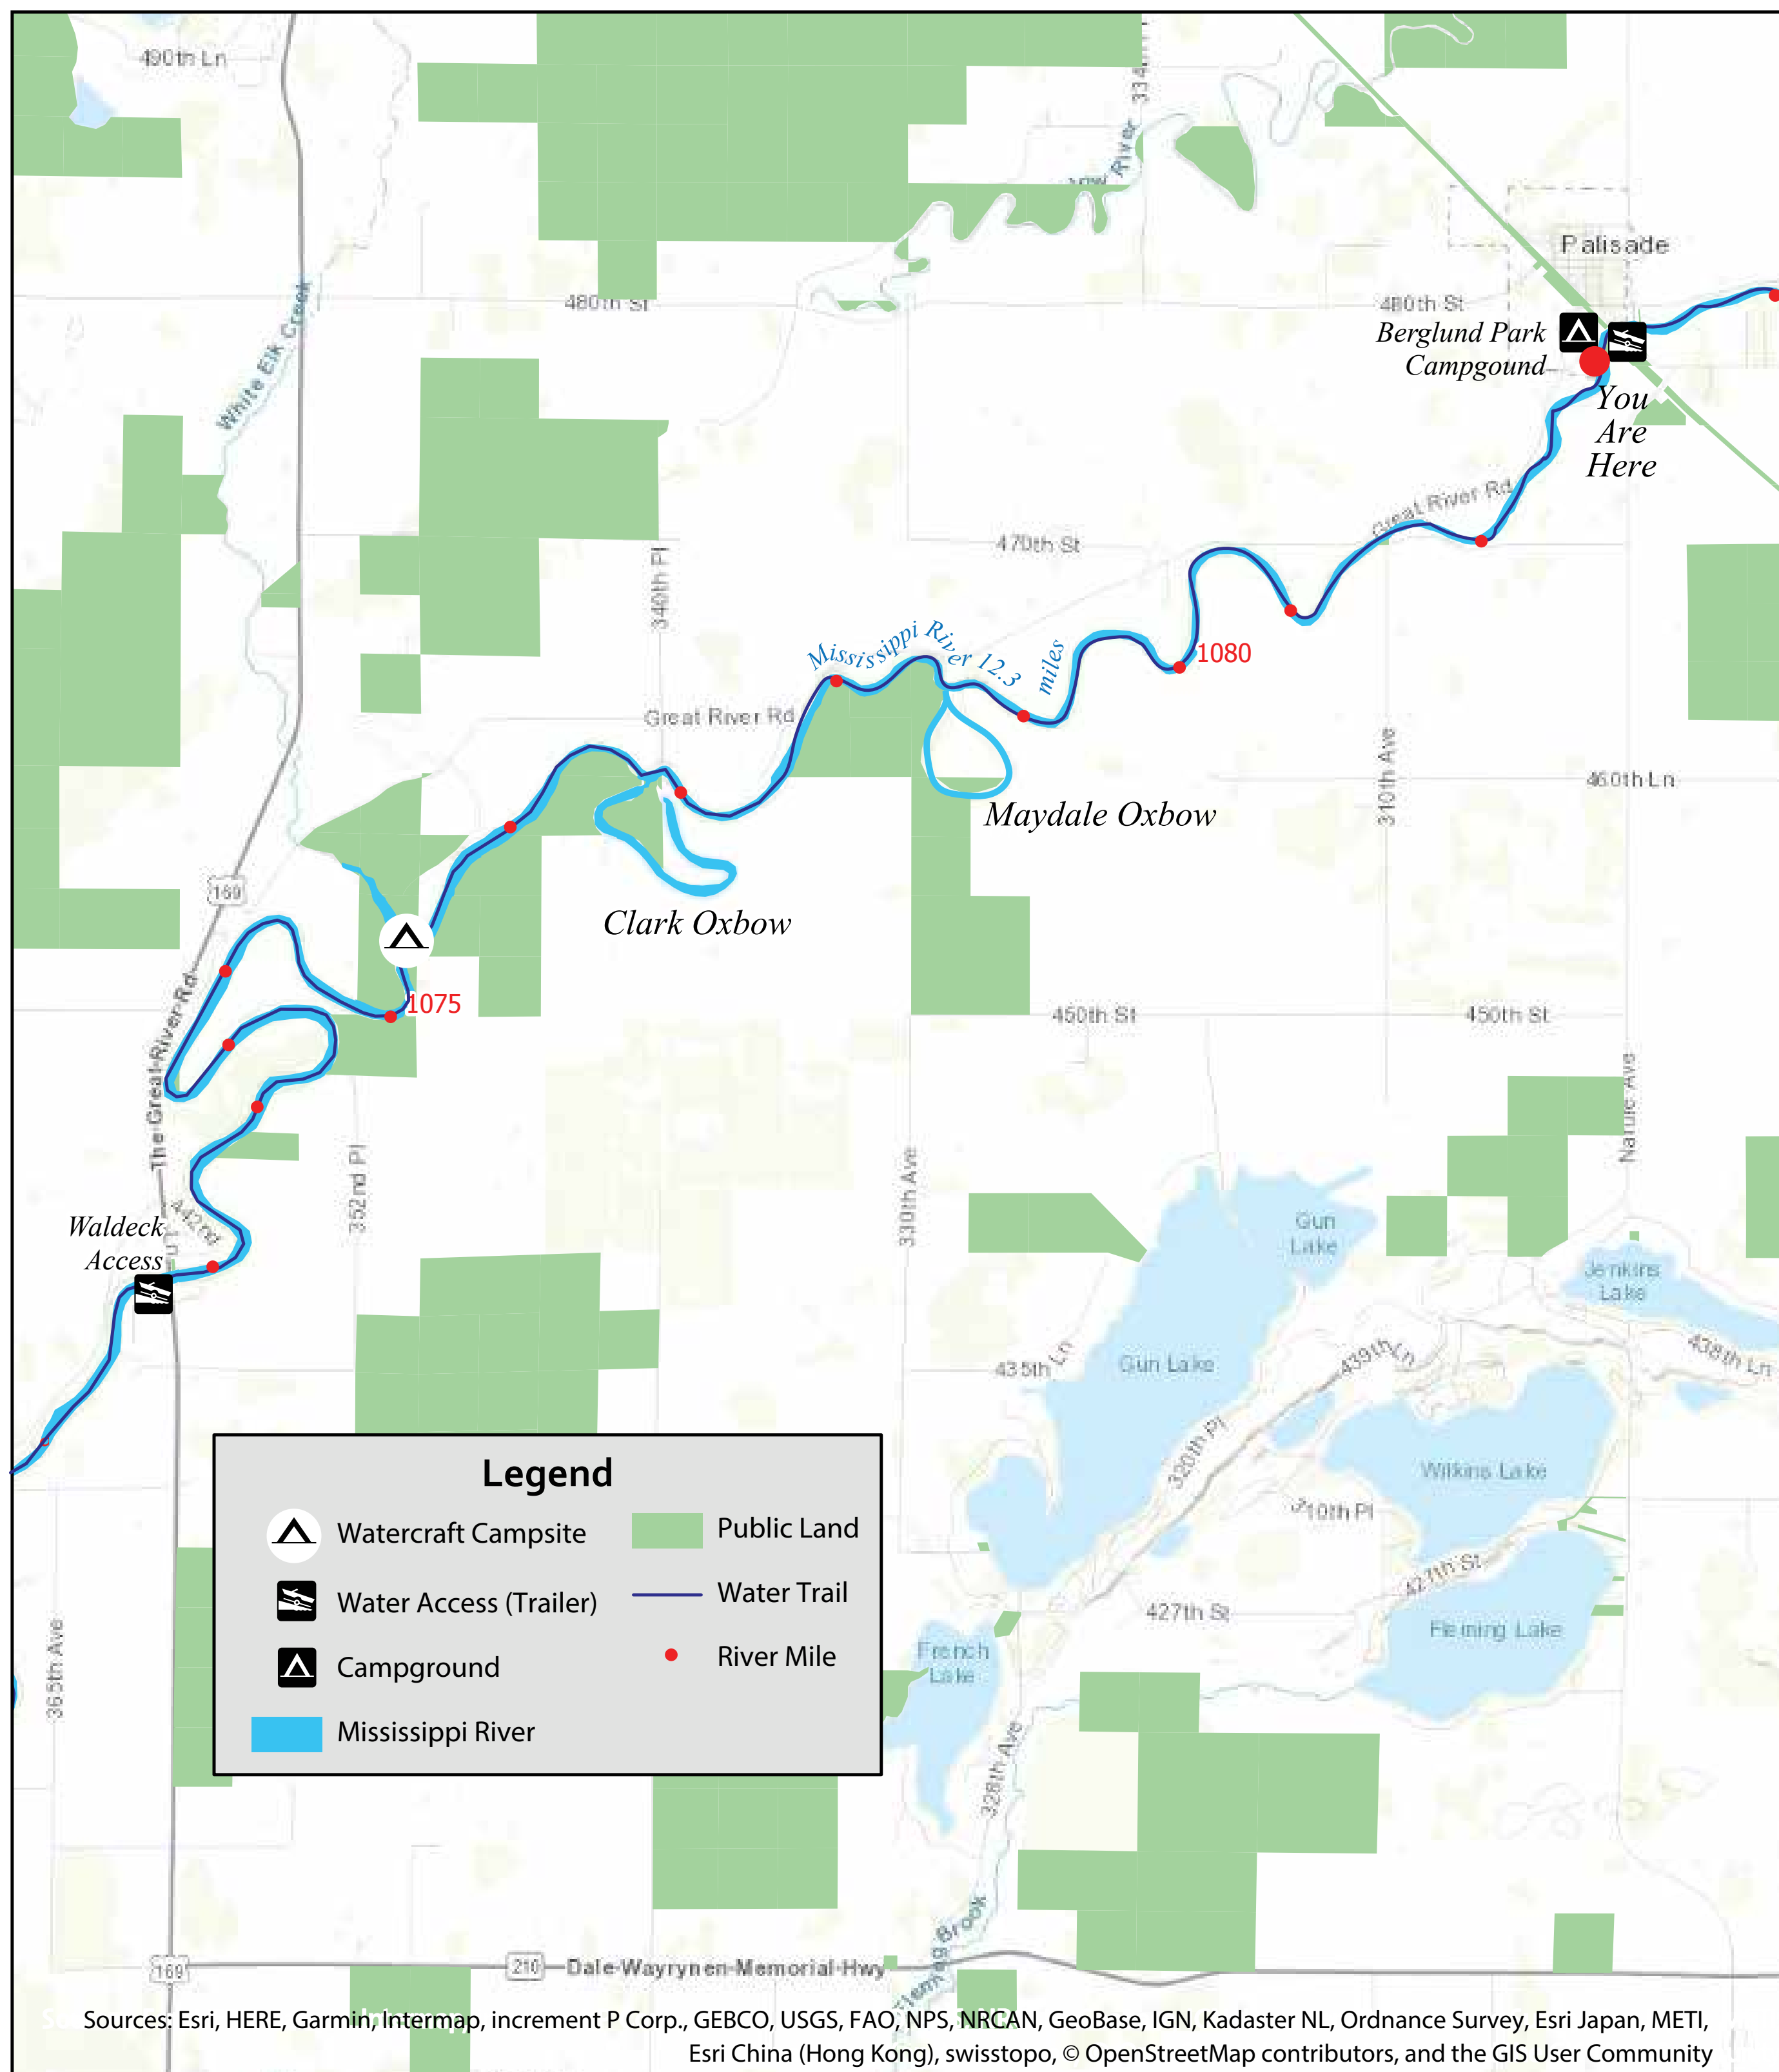 490th Ln
334th
River
Palisade
White Elk Creek
480th St
480th St
Berglund Park
Campgound
You
Are
Here
Great River Rd
470th St
340th Pl
Mississippi River 12.3 miles
1080
Great River Rd
310th Ave
460th Ln
Maydale Oxbow
169
Clark Oxbow
The Great River Rd
1075
450th St
450th St
Nature Ave
352nd Pl
330th Ave
442nd
Waldeck
Access
Gun
Lake
Jenkins
Lake
435th Ln
Gun Lake
439th Ln
438th Ln
320th Pl
Wilkins Lake
310th Pl
427th St
427th St
Fleming Lake
French
Lake
365th Ave
328th Ave
Legend
Watercraft Campsite
Water Access (Trailer)
Campground
Mississippi River
Public Land
Water Trail
River Mile
Fleming Brook
169
210
Dale Wayrynen Memorial Hwy
Sources: Esri, HERE, Garmin, Intermap, increment P Corp., GEBCO, USGS, FAO, NPS, NRCAN, GeoBase, IGN, Kadaster NL, Ordnance Survey, Esri Japan, METI,
Esri China (Hong Kong), swisstopo, © OpenStreetMap contributors, and the GIS User Community